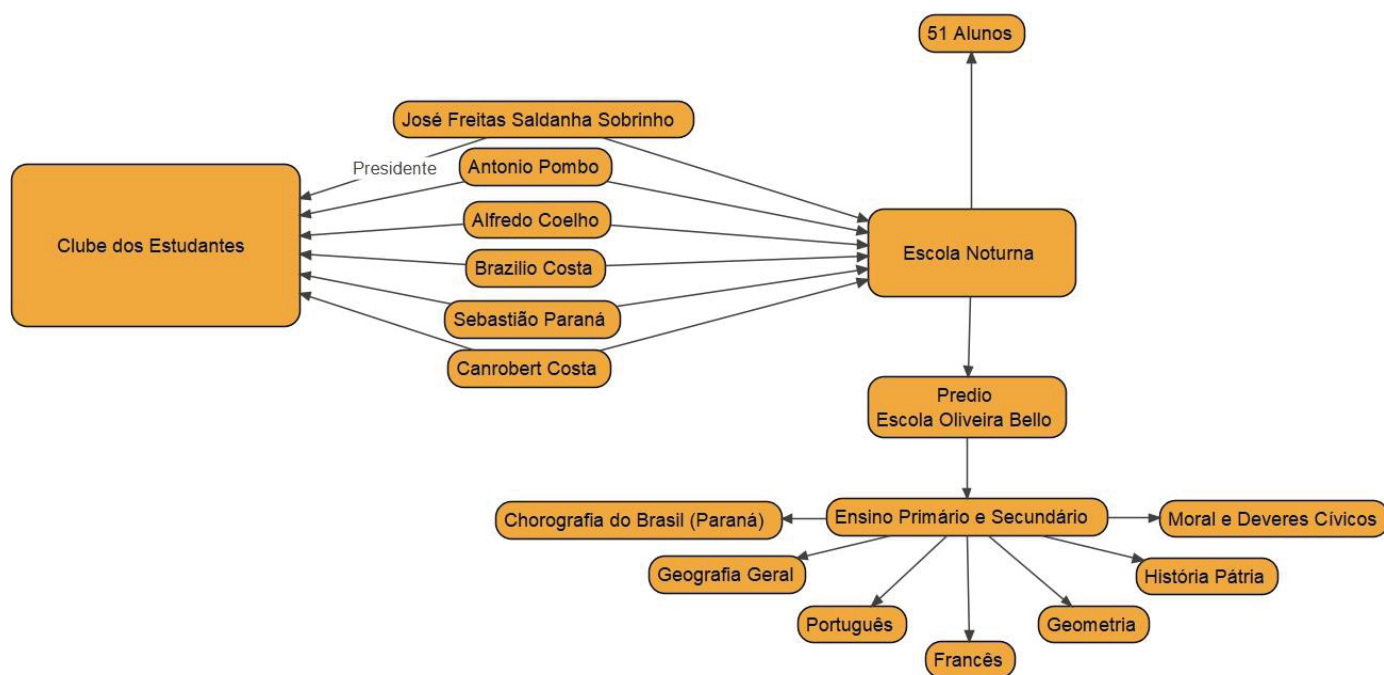 51 Alunos
José Freitas Saldanha Sobrinho
Presidente
Antonio Pombo
Alfredo Coelho
Clube dos Estudantes
Escola Noturna
Brazilio Costa
Sebastião Paraná
Canrobert Costa
Predio
Escola Oliveira Bello
Chorografia do Brasil (Paraná)
Ensino Primário e Secundário
Moral e Deveres Cívicos
Geografia Geral
História Pátria
Português
Geometria
Francês